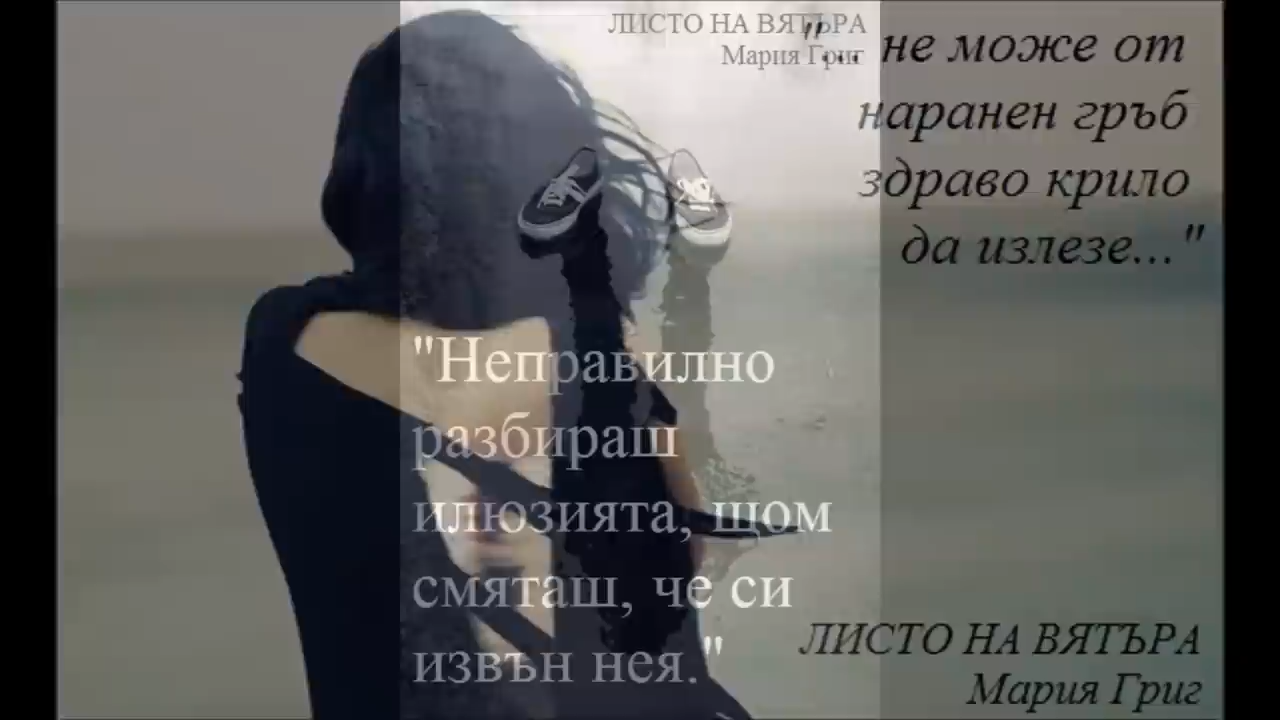 ЛИСТО НА ВЯТЪРА
Мария Григ
"... не може от
наранен гръб
здраво крило
да излезе..."
"Неправилно
разбираш
илюзията, щом
смяташ, че си
извън нея."
ЛИСТО НА ВЯТЪРА
Мария Григ